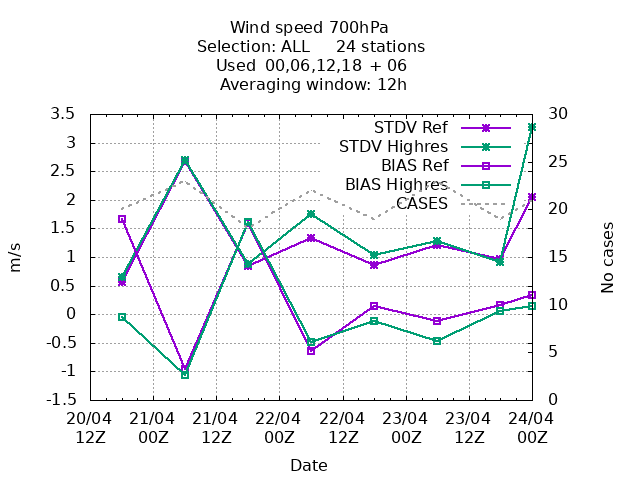 Wind speed 700hPa
Selection: ALL     24 stations
Used  00,06,12,18 + 06
Averaging window: 12h
3.5
3
2.5
2
1.5
1
0.5
0
-0.5
-1
-1.5
m/s
STDV Ref
STDV Highres
BIAS Ref
BIAS Highres
CASES
30
25
20
15
10
5
0
No cases
20/04 21/04 21/04 22/04 22/04 23/04 23/04 24/04
12Z 00Z 12Z 00Z 12Z 00Z 12Z 00Z
Date